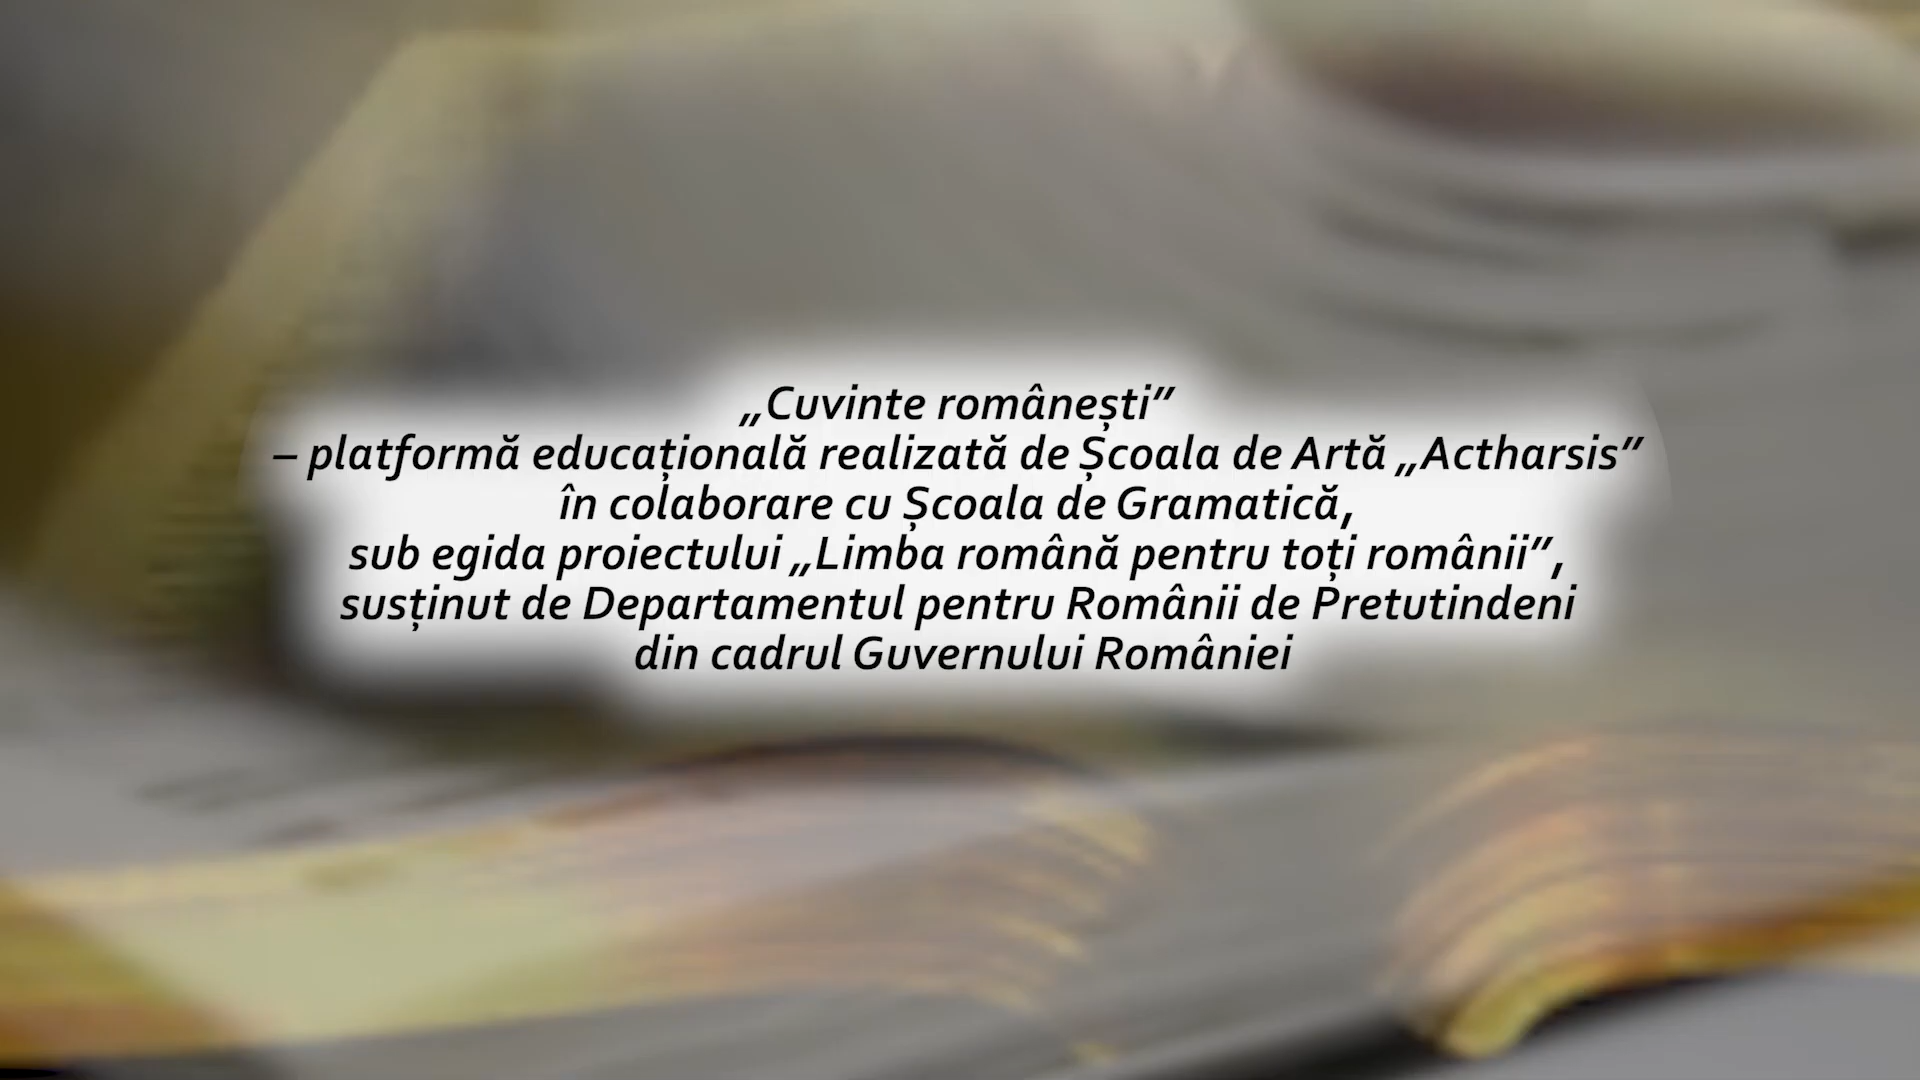 „Cuvinte românești”
– platformă educațională realizată de Școala de Artă „Actharsis”
în colaborare cu Școala de Gramatică,
sub egida proiectului „Limba română pentru toți românii”,
susținut de Departamentul pentru Românii de Pretutindeni
din cadrul Guvernului României